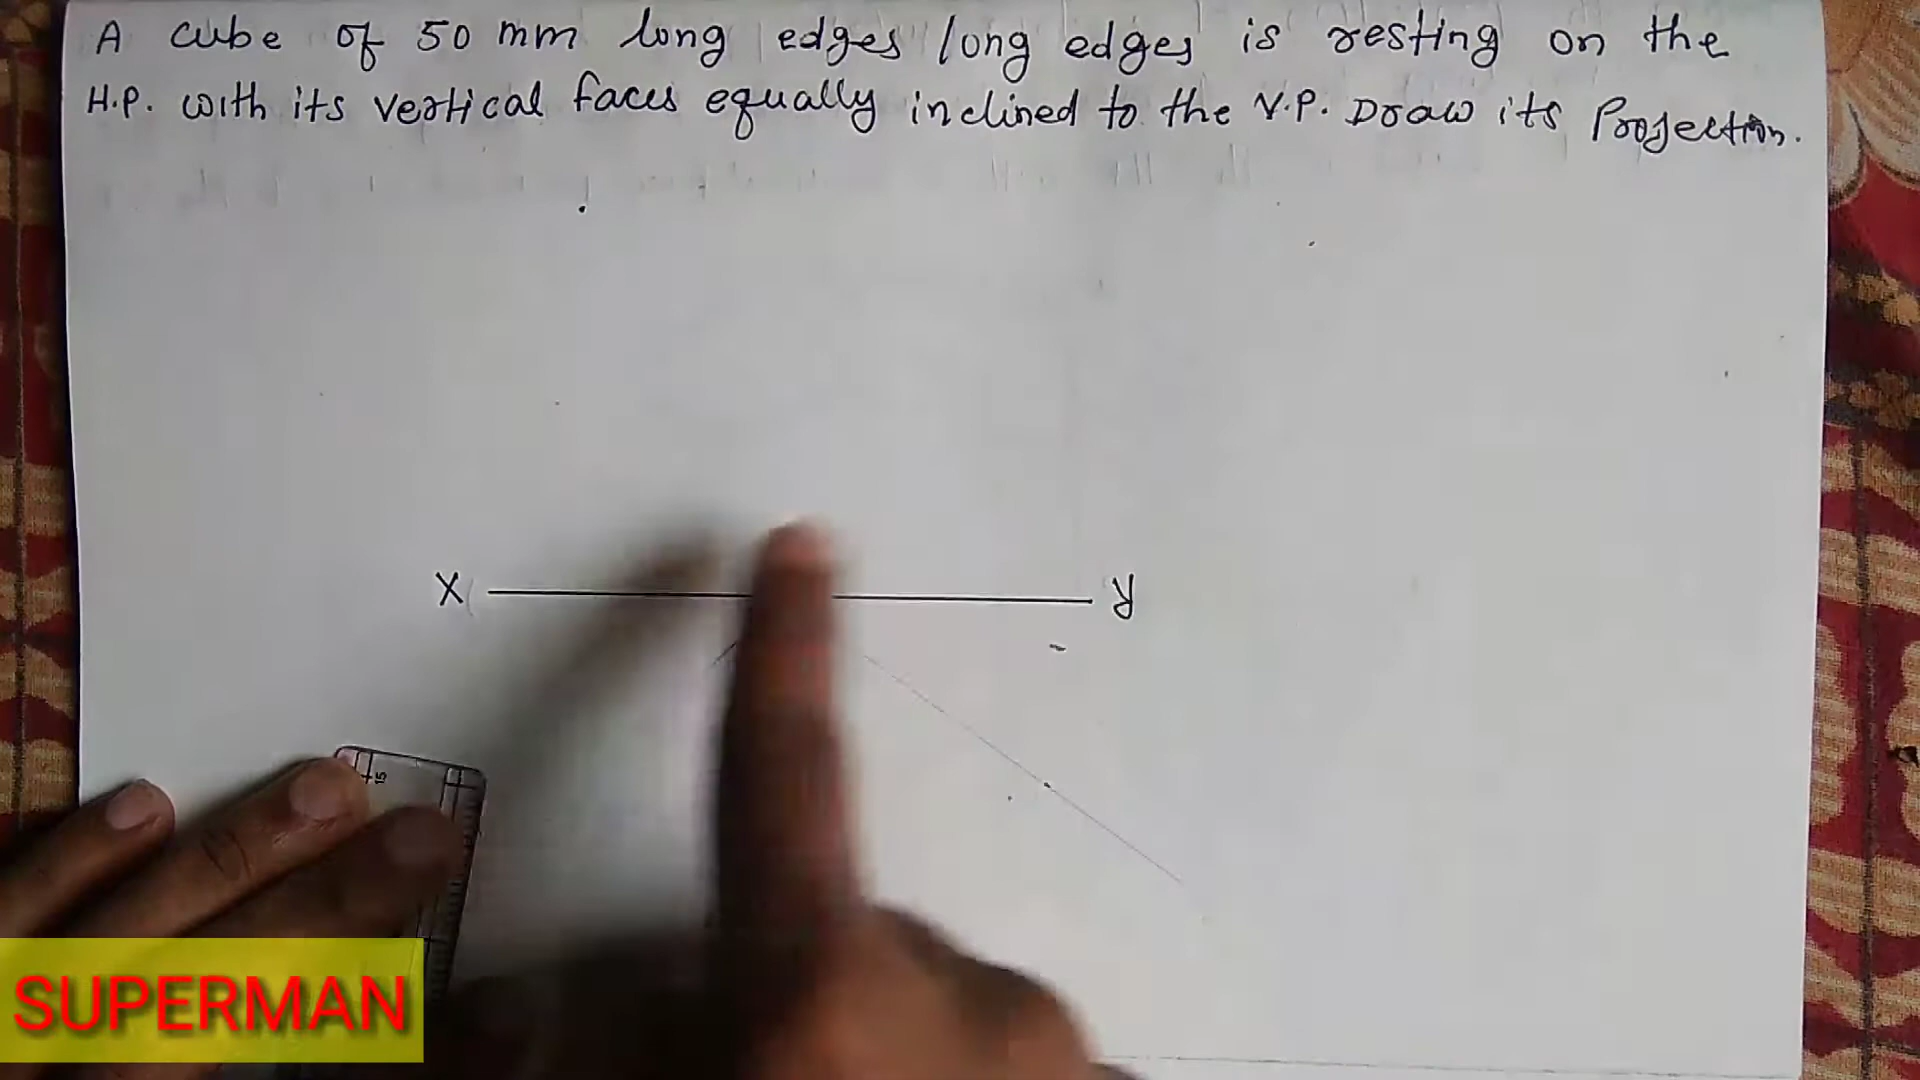 A cube of 50 mm long edges long edges is resting on the
H.P. with its vertical faces equally inclined to the V.P. Draw its Projection.
X y
15
SUPERMAN